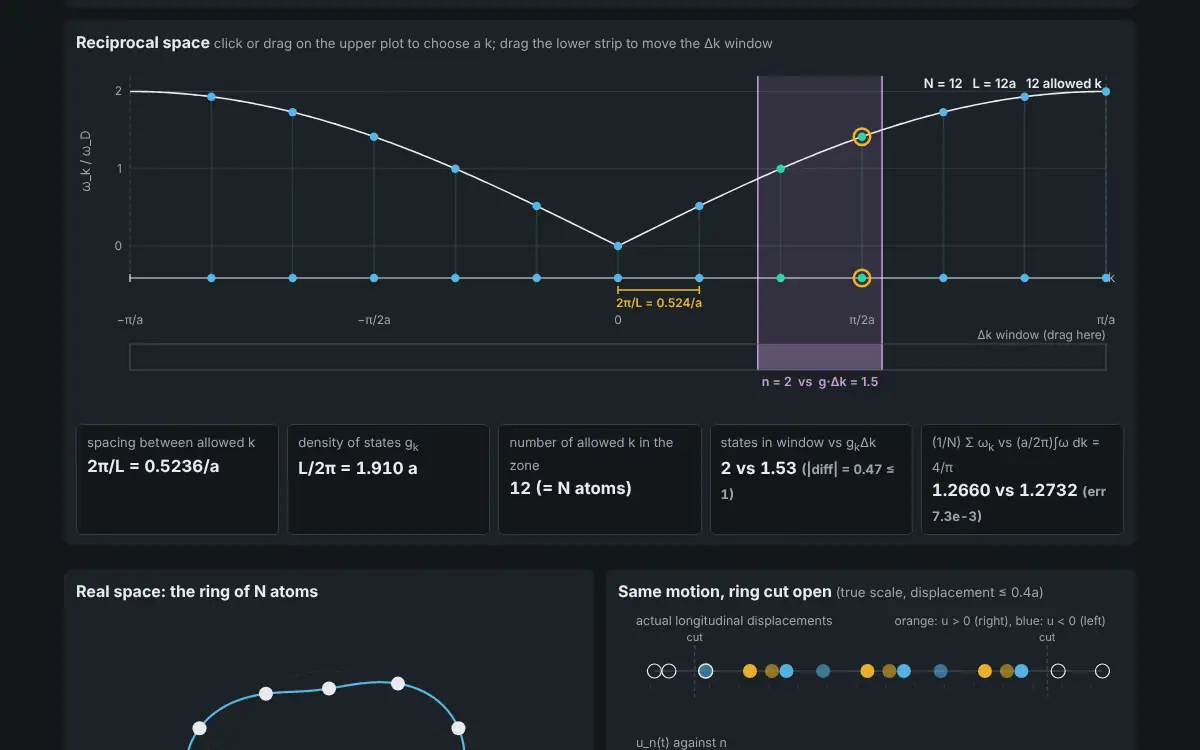 Reciprocal space click or drag on the upper plot to choose a k; drag the lower strip to move the Δk window
N = 12 L = 12a 12 allowed k
2
1
0
ω_k / ω_D
k
2π/L = 0.524/a
−π/a
−π/2a
0
π/2a
π/a
Δk window (drag here)
n = 2 vs g·Δk = 1.5
spacing between allowed k
2π/L = 0.5236/a
density of states gk
L/2π = 1.910 a
number of allowed k in the
zone
12 (= N atoms)
states in window vs gkΔk
2 vs 1.53 (|diff| = 0.47 ≤
1)
(1/N) Σ ωk vs (a/2π)∫ω dk =
4/π
1.2660 vs 1.2732 (err
7.3e−3)
Real space: the ring of N atoms
Same motion, ring cut open (true scale, displacement ≤ 0.4a)
actual longitudinal displacements
orange: u > 0 (right), blue: u < 0 (left)
cut
cut
u_n(t) against n